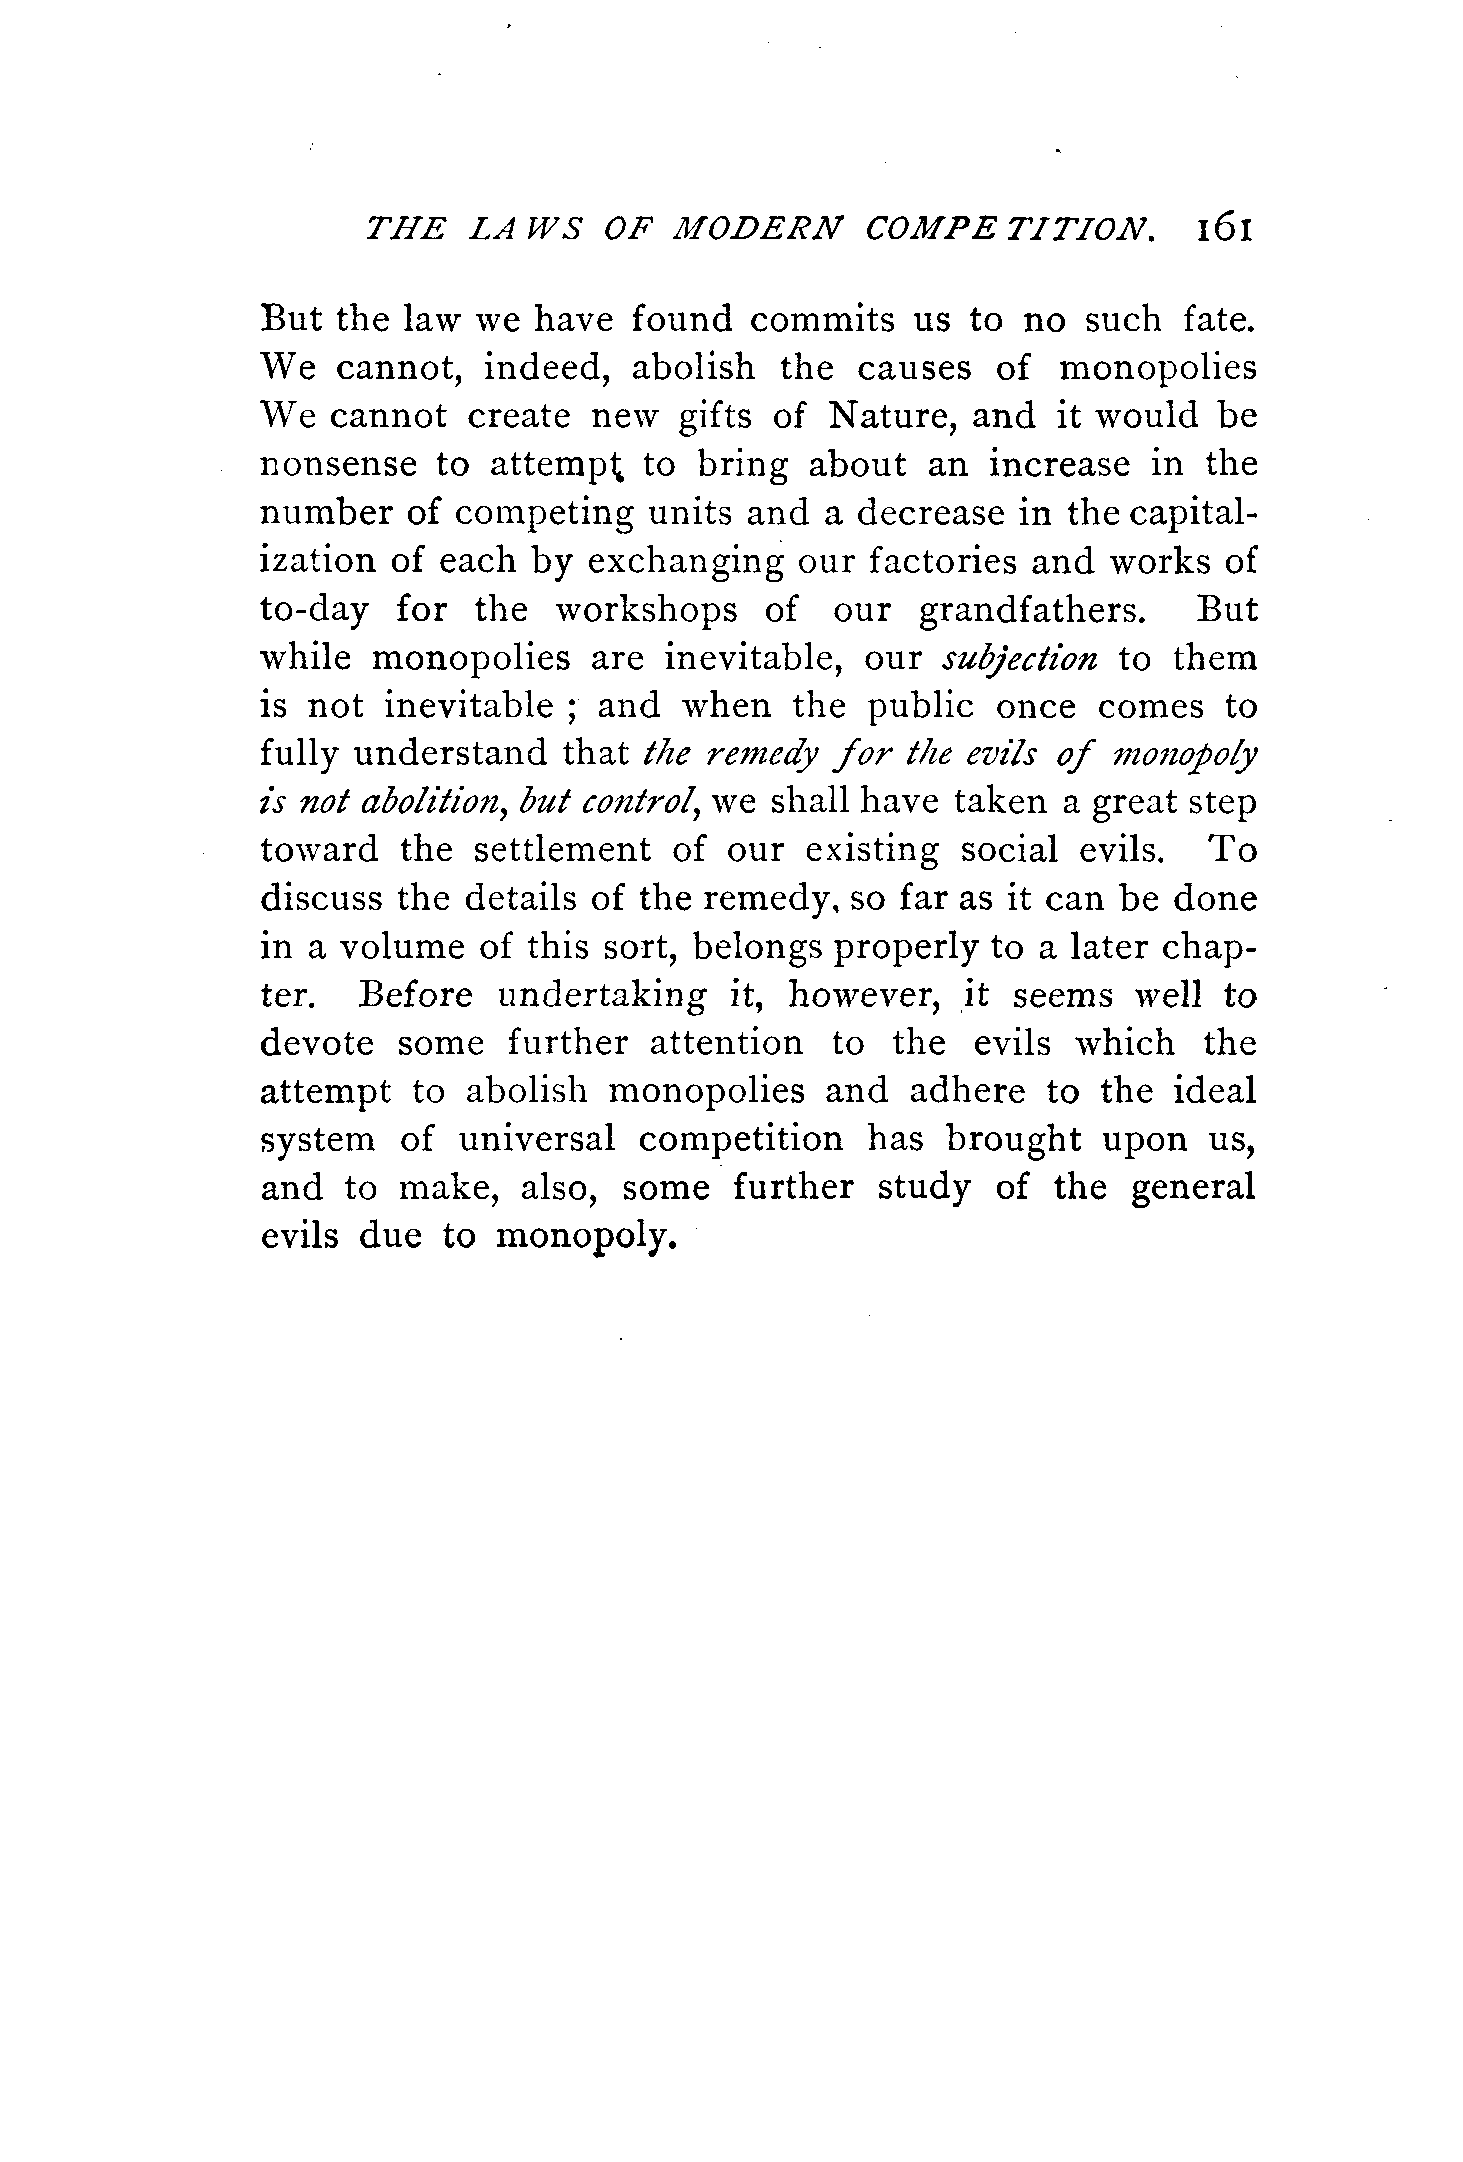 THE LAWS OF MODERN COMPETITION. 161
But the law we have found commits us to no such fate.
We cannot, indeed, abolish the causes of monopolies
We cannot create new gifts of Nature, and it would be
nonsense to attempt to bring about an increase in the
number of competing units and a decrease in the capital-
ization of each by exchanging our factories and works of
to-day for the workshops of our grandfathers. But
while monopolies are inevitable, our subjection to them
is not inevitable ; and when the public once comes to
fully understand that the remedy for the evils of monopoly
is not abolition, but control, we shall have taken a great step
toward the settlement of our existing social evils. To
discuss the details of the remedy, so far as it can be done
in a volume of this sort, belongs properly to a later chap-
ter. Before undertaking it, however, it seems well to
devote some further attention to the evils which the
attempt to abolish monopolies and adhere to the ideal
system of universal competition has brought upon us,
and to make, also, some further study of the general
evils due to monopoly.